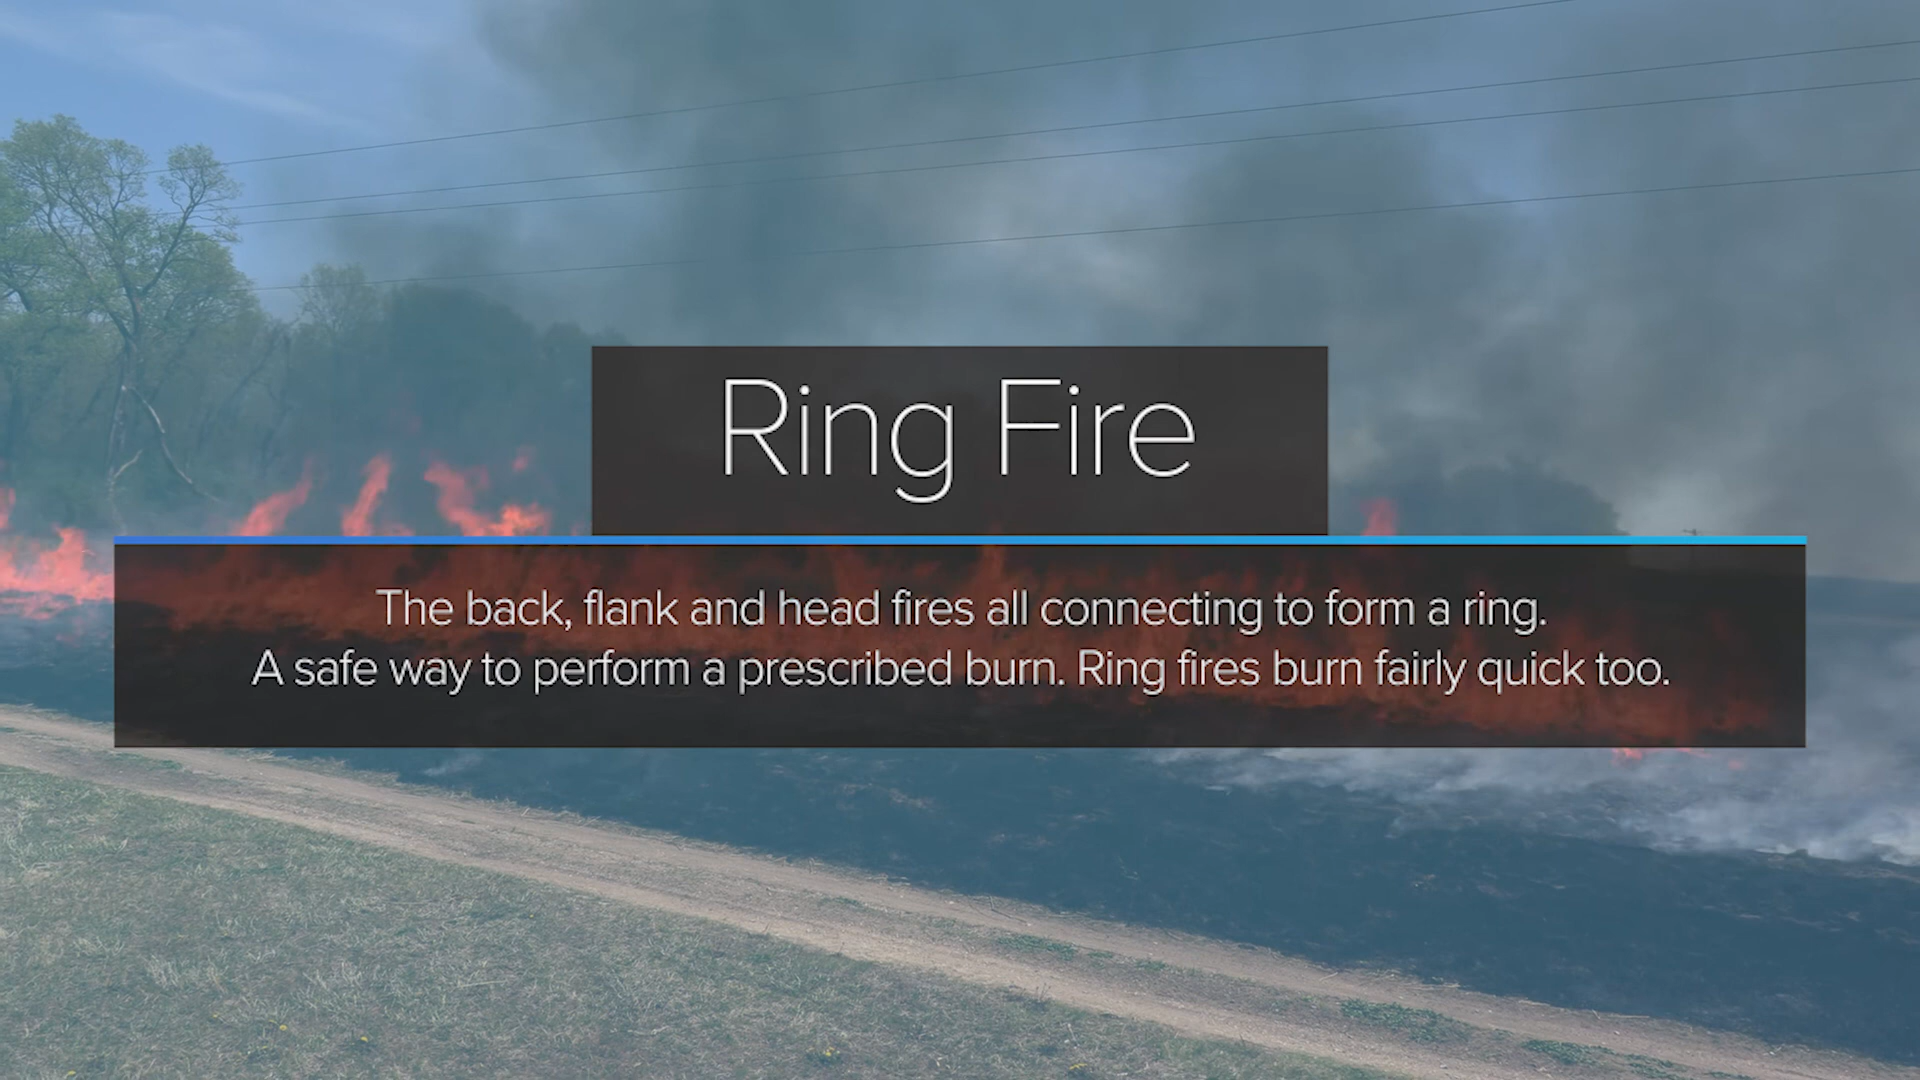 Ring Fire
The back, flank and head fires all connecting to form a ring.
A safe way to perform a prescribed burn. Ring fires burn fairly quick too.